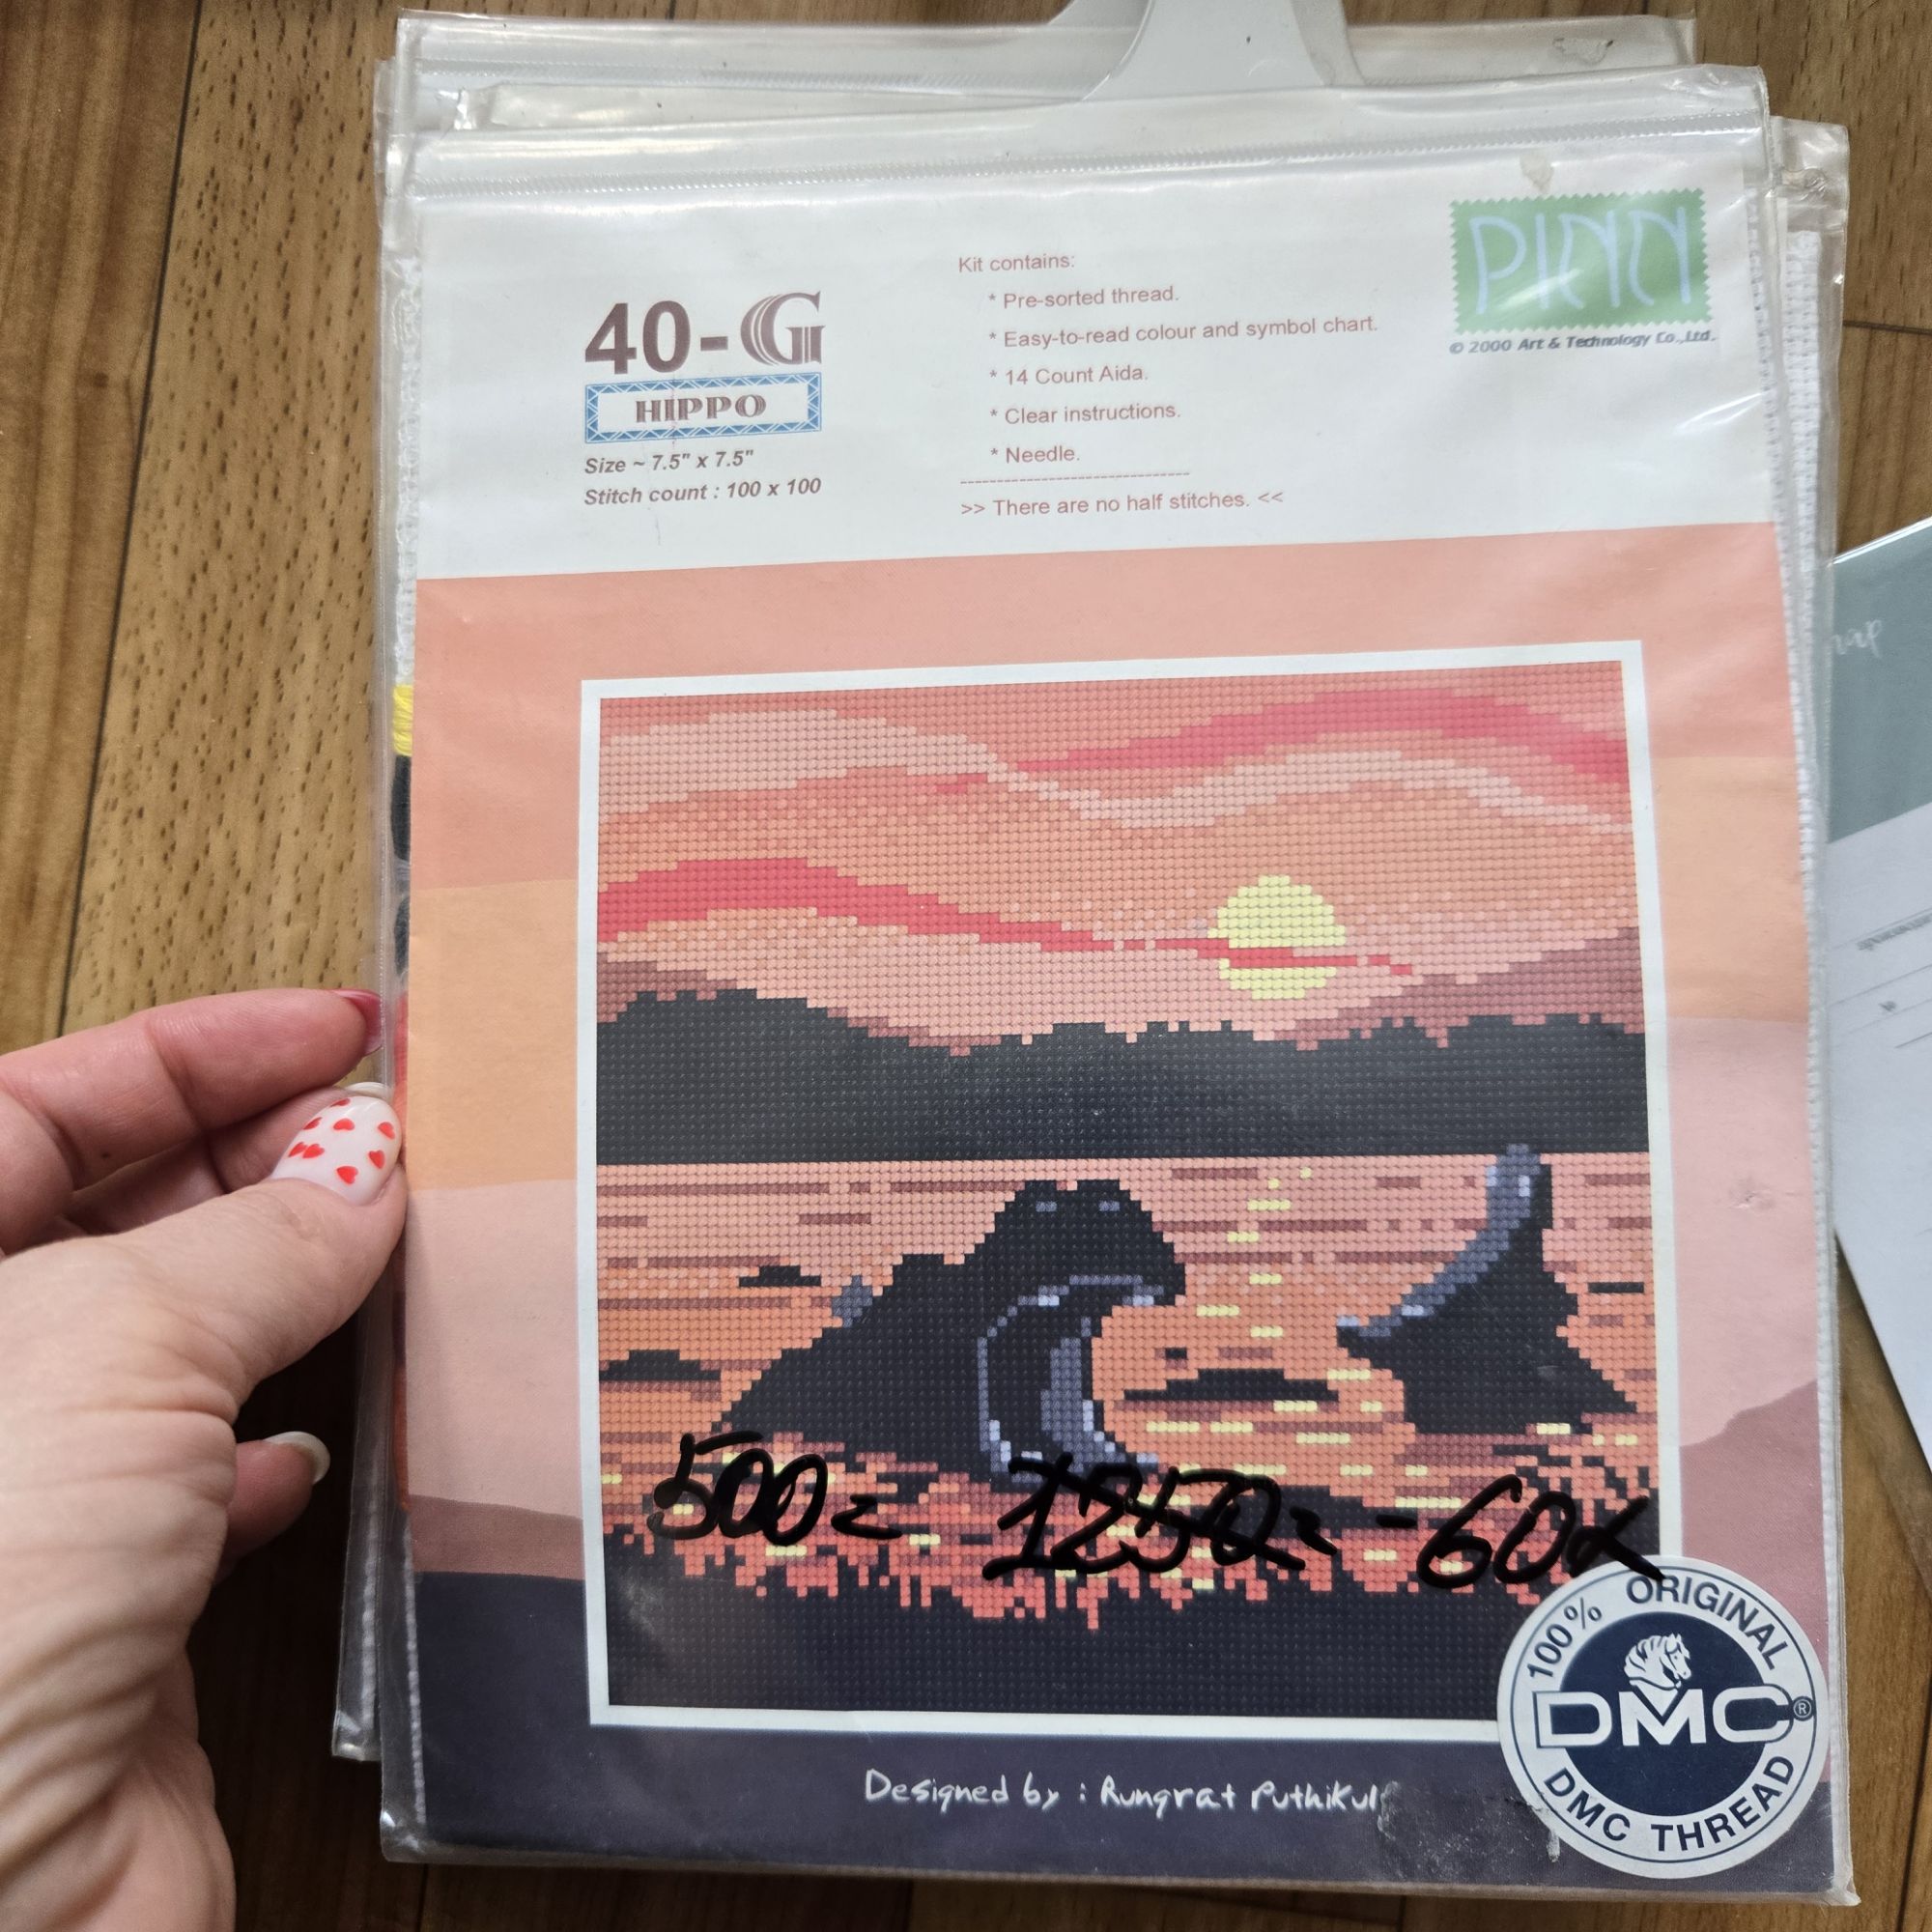 40-G
HIPPO
Size ~ 7.5" x 7.5"
Stitch count : 100 x 100
Kit contains:
* Pre-sorted thread.
* Easy-to-read colour and symbol chart.
* 14 Count Aida.
* Clear instructions.
* Needle.
>> There are no half stitches. <<
PINN
© 2000 Art & Technology Co.,Ltd.
500= 1250= -60%
Designed by : Rungrat Puthikul
100% ORIGINAL
DMC®
DMC THREAD